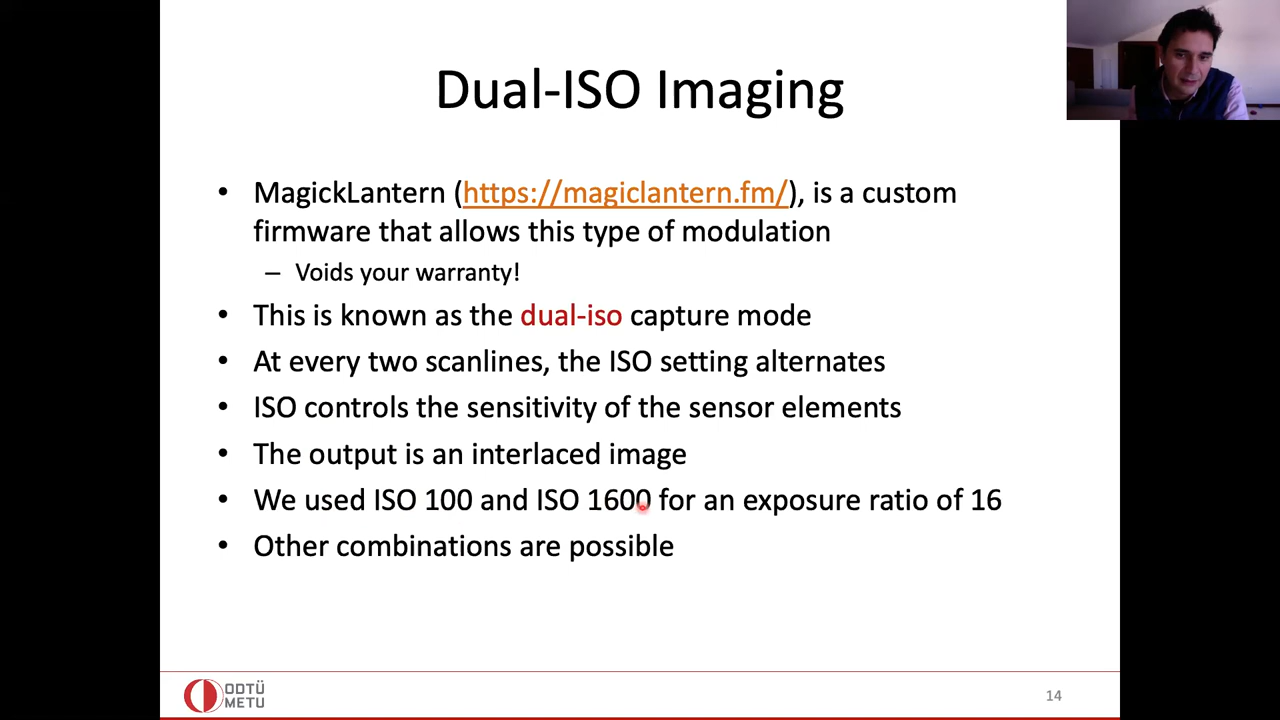 Dual-ISO Imaging
• MagickLantern (https://magiclantern.fm/), is a custom
firmware that allows this type of modulation
– Voids your warranty!
• This is known as the dual-iso capture mode
• At every two scanlines, the ISO setting alternates
• ISO controls the sensitivity of the sensor elements
• The output is an interlaced image
• We used ISO 100 and ISO 1600 for an exposure ratio of 16
• Other combinations are possible
ODTÜ
METU
14